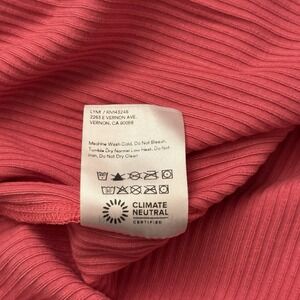 LYMI / RN143248
2263 E VERNON AVE.
VERNON, CA 90058
Machine Wash Cold, Do Not Bleach,
Tumble Dry Normal Low Heat, Do Not
Iron, Do Not Dry Clean
CLIMATE
NEUTRAL
CERTIFIED